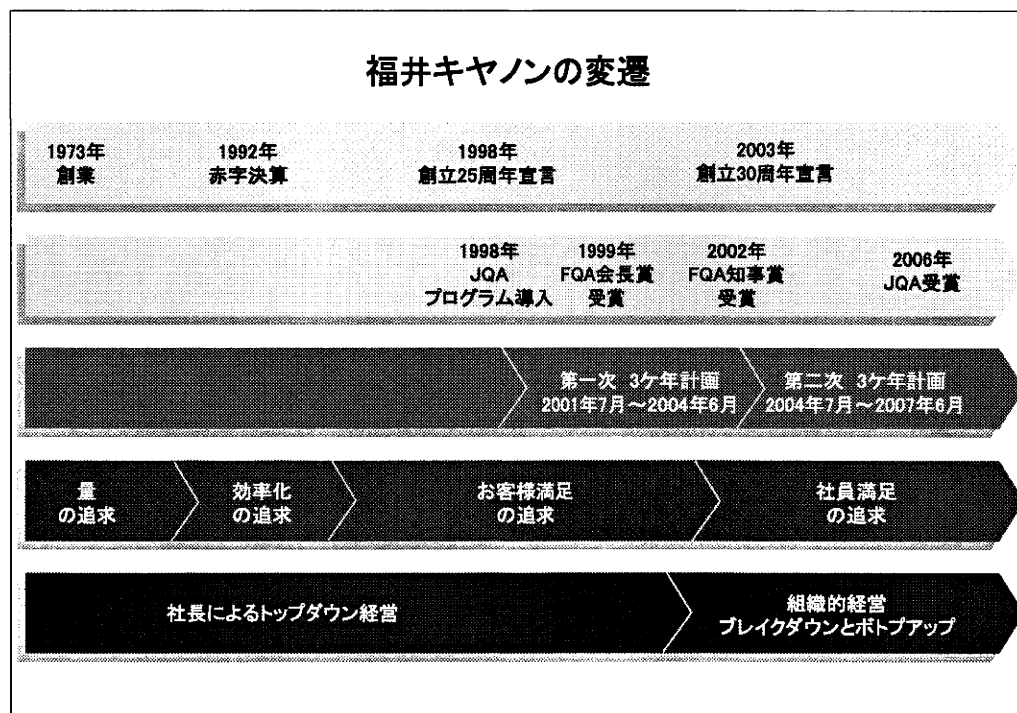 福井キヤノンの変遷
1973年
創業
1992年
赤字決算
1998年
創立25周年宣言
2003年
創立30周年宣言
1998年
JQA
プログラム導入
1999年
FQA会長賞
受賞
2002年
FQA知事賞
受賞
2006年
JQA受賞
第一次 3ケ年計画
2001年7月～2004年6月
第二次 3ケ年計画
2004年7月～2007年6月
量
の追求
効率化
の追求
お客様満足
の追求
社員満足
の追求
社長によるトップダウン経営
組織的経営
ブレイクダウンとボトプアップ